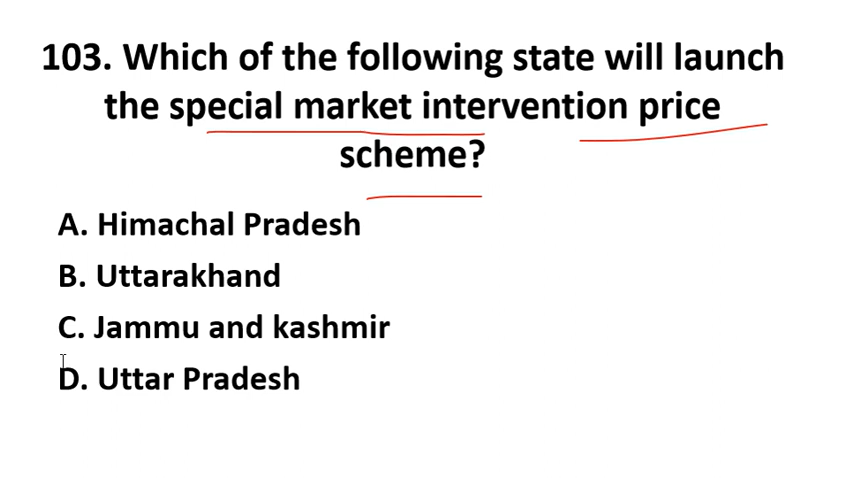 103. Which of the following state will launch
the special market intervention price
scheme?
A. Himachal Pradesh
B. Uttarakhand
C. Jammu and kashmir
D. Uttar Pradesh